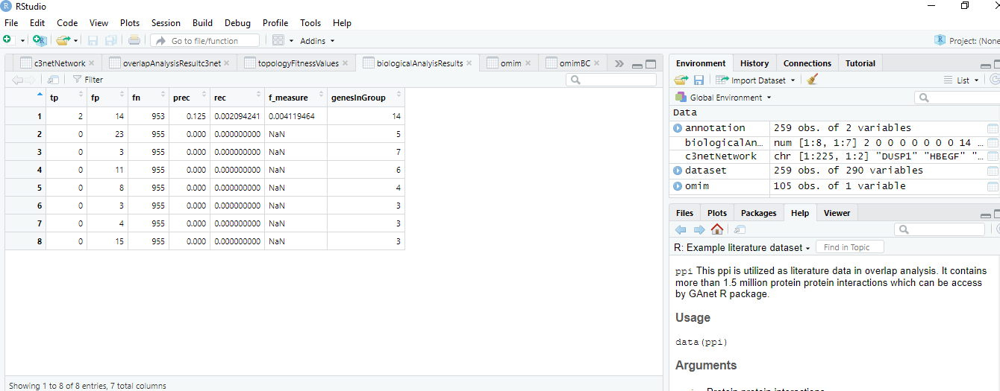 RStudio
File Edit Code View Plots Session Build Debug Profile Tools Help
Go to file/function Addins Project: (None
c3netNetwork overlapAnaylsisResultc3net topologyFitnessValues biologicalAnalyisResults omim omimBC
Filter
tp fp fn prec rec f_measure genesInGroup
1 2 14 953 0.125 0.002094241 0.004119464 14
2 0 23 955 0.000 0.000000000 NaN 5
3 0 3 955 0.000 0.000000000 NaN 7
4 0 11 955 0.000 0.000000000 NaN 6
5 0 8 955 0.000 0.000000000 NaN 4
6 0 3 955 0.000 0.000000000 NaN 3
7 0 4 955 0.000 0.000000000 NaN 3
8 0 15 955 0.000 0.000000000 NaN 3
Showing 1 to 8 of 8 entries, 7 total columns
Environment History Connections Tutorial
Import Dataset List
Global Environment
Data
annotation 259 obs. of 2 variables
biologicalAn… num [1:8, 1:7] 2 0 0 0 0 0 0 0 14 …
c3netNetwork chr [1:225, 1:2] "DUSP1" "HBEGF" "…
dataset 259 obs. of 290 variables
omim 105 obs. of 1 variable
Files Plots Packages Help Viewer
R: Example literature dataset Find in Topic
ppi This ppi is utilized as literature data in overlap analysis. It contains
more than 1.5 million protein protein interactions which can be access
by GAnet R package.
Usage
data(ppi)
Arguments